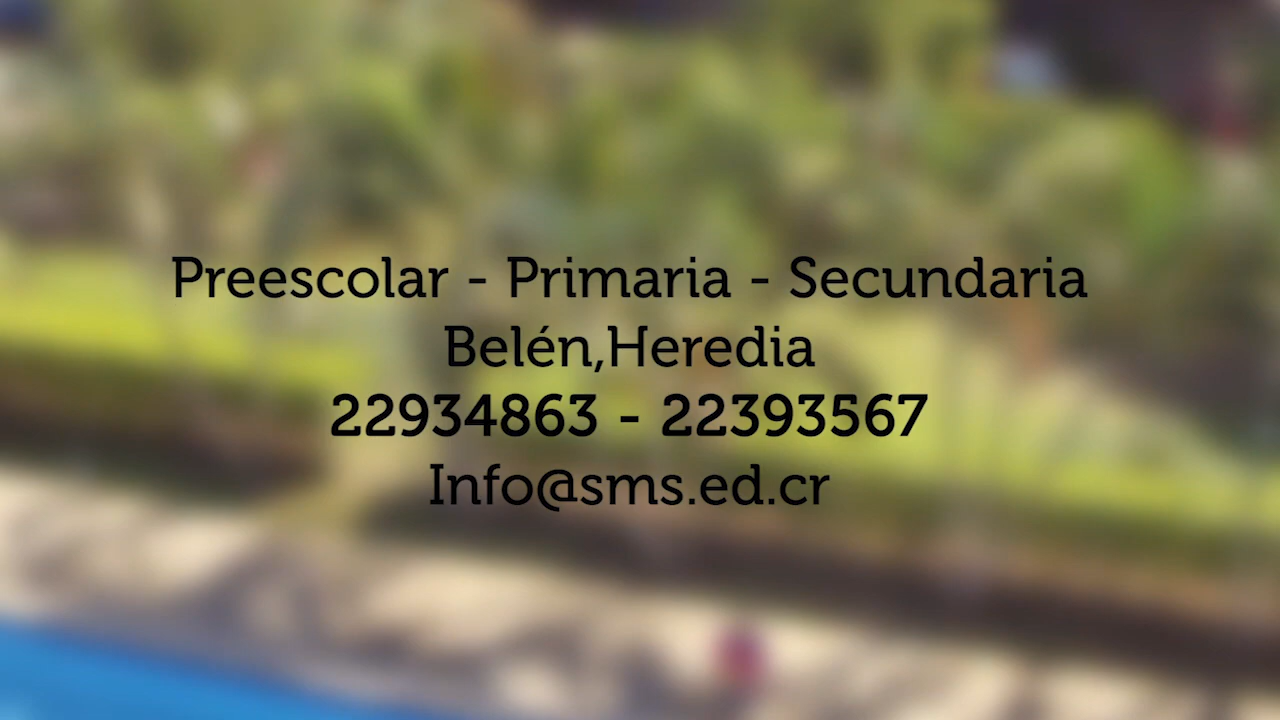 Preescolar - Primaria - Secundaria
Belén,Heredia
22934863 - 22393567
Info@sms.ed.cr